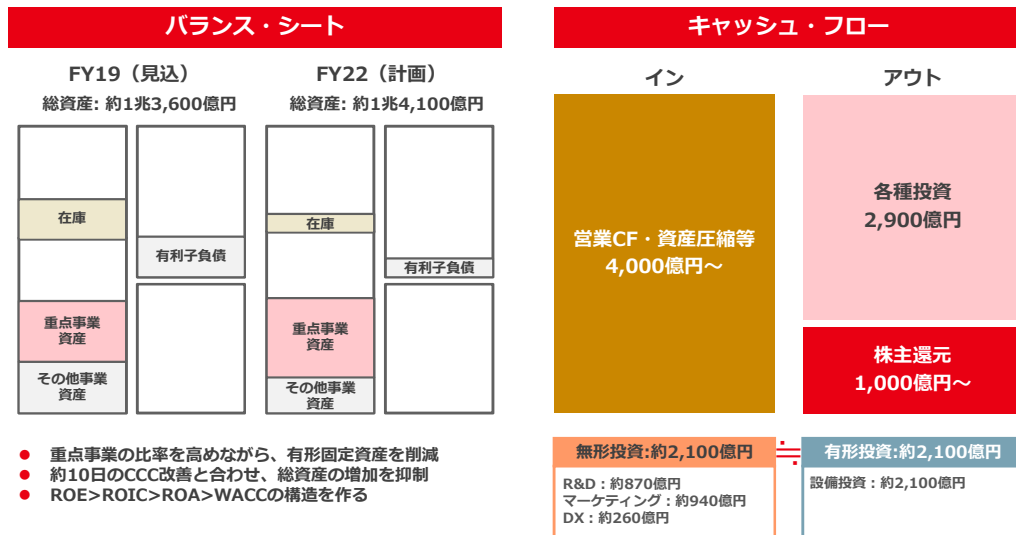 バランス・シート
FY19（見込）
総資産: 約1兆3,600億円
在庫
重点事業
資産
その他事業
資産
有利子負債
FY22（計画）
総資産: 約1兆4,100億円
在庫
重点事業
資産
その他事業
資産
有利子負債
● 重点事業の比率を高めながら、有形固定資産を削減
● 約10日のCCC改善と合わせ、総資産の増加を抑制
● ROE>ROIC>ROA>WACCの構造を作る
キャッシュ・フロー
イン
営業CF・資産圧縮等
4,000億円～
アウト
各種投資
2,900億円
株主還元
1,000億円～
無形投資:約2,100億円
R&D：約870億円
マーケティング：約940億円
DX：約260億円
≒
有形投資:約2,100億円
設備投資：約2,100億円